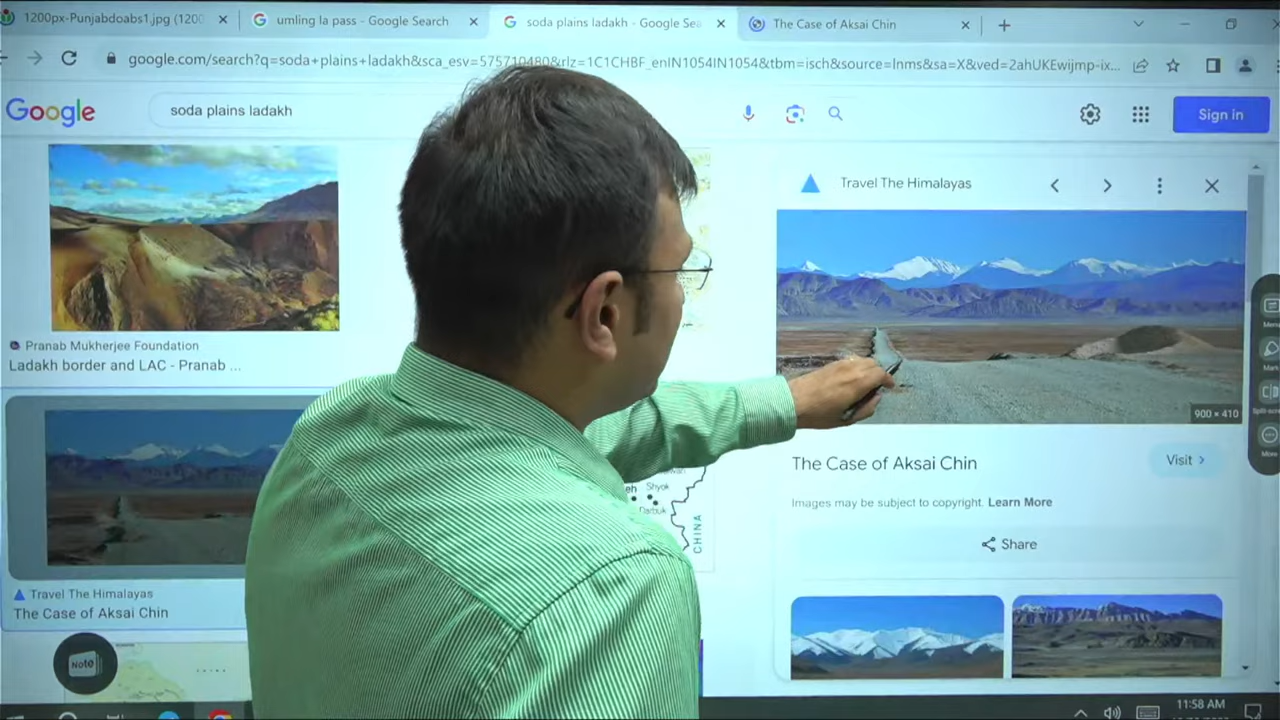 1200px-Punjabdoabs1.jpg (1200
umling la pass - Google Search
soda plains ladakh - Google Sea
The Case of Aksai Chin
google.com/search?q=soda+plains+ladakh&sca_esv=575710480&rlz=1C1CHBF_enIN1054IN1054&tbm=isch&source=lnms&sa=X&ved=2ahUKEwijmp-ix...
Google
soda plains ladakh
Sign in
Pranab Mukherjee Foundation
Ladakh border and LAC - Pranab ...
Travel The Himalayas
The Case of Aksai Chin
Note
Shyok
Darbuk
CHINA
Travel The Himalayas
900 × 410
The Case of Aksai Chin
Visit
Images may be subject to copyright. Learn More
Share
Mark
More
11:58 AM